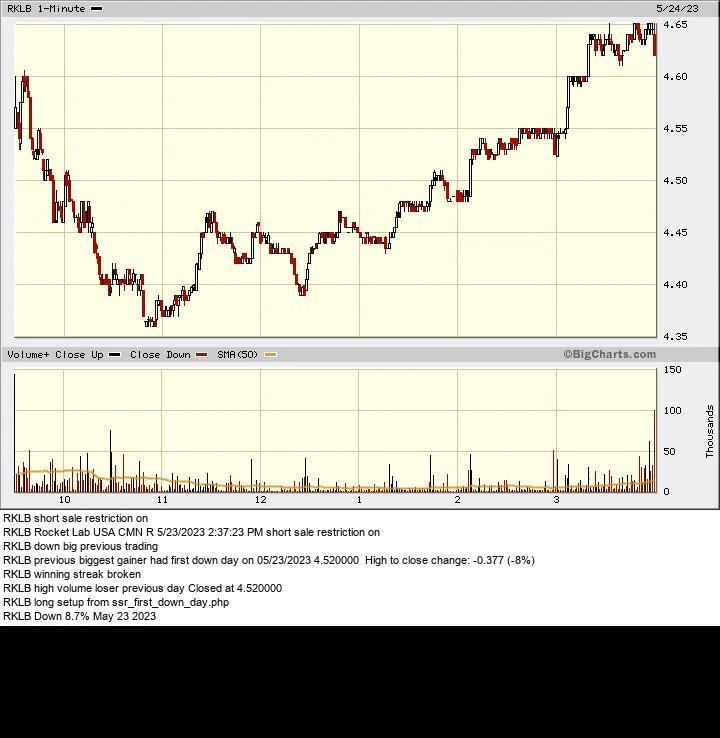 RKLB 1-Minute 5/24/23
4.65
4.60
4.55
4.50
4.45
4.40
4.35
Volume+ Close Up Close Down SMA(50) ©BigCharts.com
150
100
50
0
Thousands
10 11 12 1 2 3
RKLB short sale restriction on
RKLB Rocket Lab USA CMN R 5/23/2023 2:37:23 PM short sale restriction on
RKLB down big previous trading
RKLB previous biggest gainer had first down day on 05/23/2023 4.520000 High to close change: -0.377 (-8%)
RKLB winning streak broken
RKLB high volume loser previous day Closed at 4.520000
RKLB long setup from ssr_first_down_day.php
RKLB Down 8.7% May 23 2023